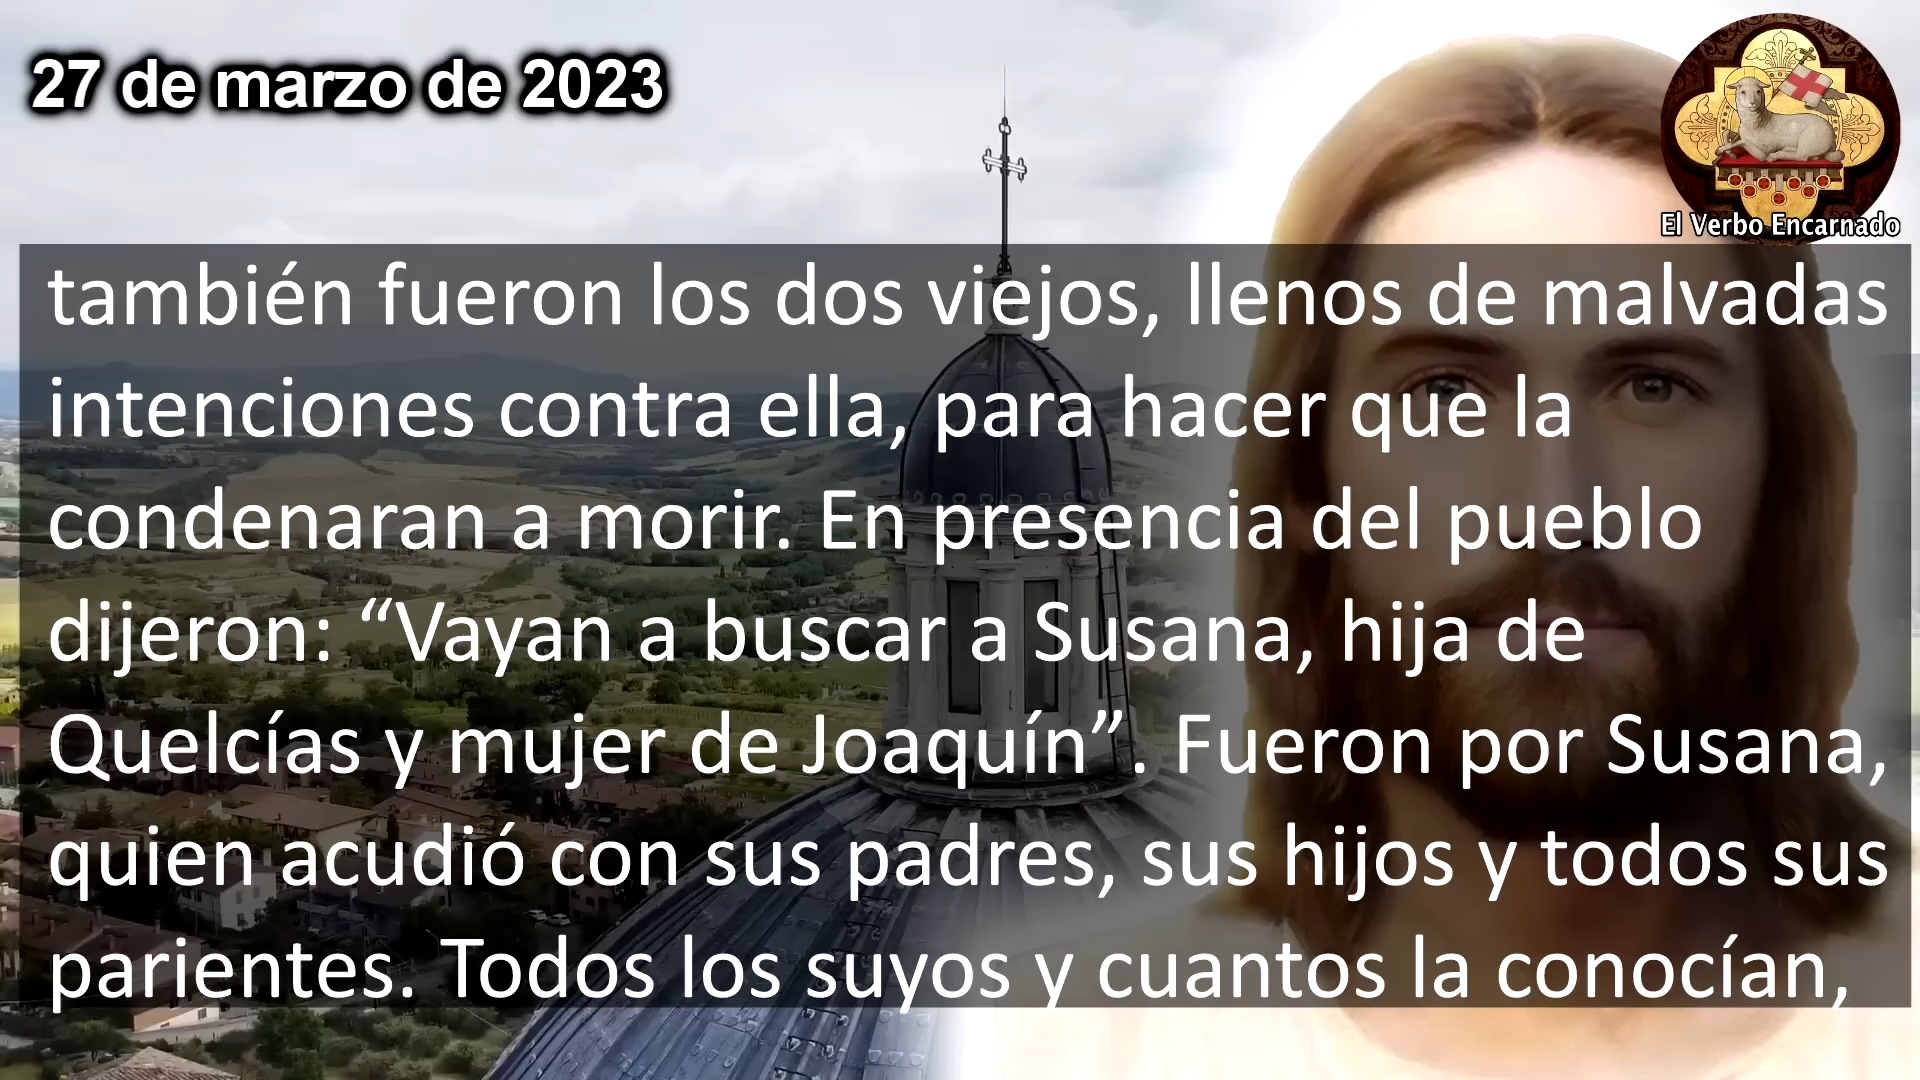 27 de marzo de 2023
El Verbo Encarnado
también fueron los dos viejos, llenos de malvadas
intenciones contra ella, para hacer que la
condenaran a morir. En presencia del pueblo
dijeron: “Vayan a buscar a Susana, hija de
Quelcías y mujer de Joaquín”. Fueron por Susana,
quien acudió con sus padres, sus hijos y todos sus
parientes. Todos los suyos y cuantos la conocían,